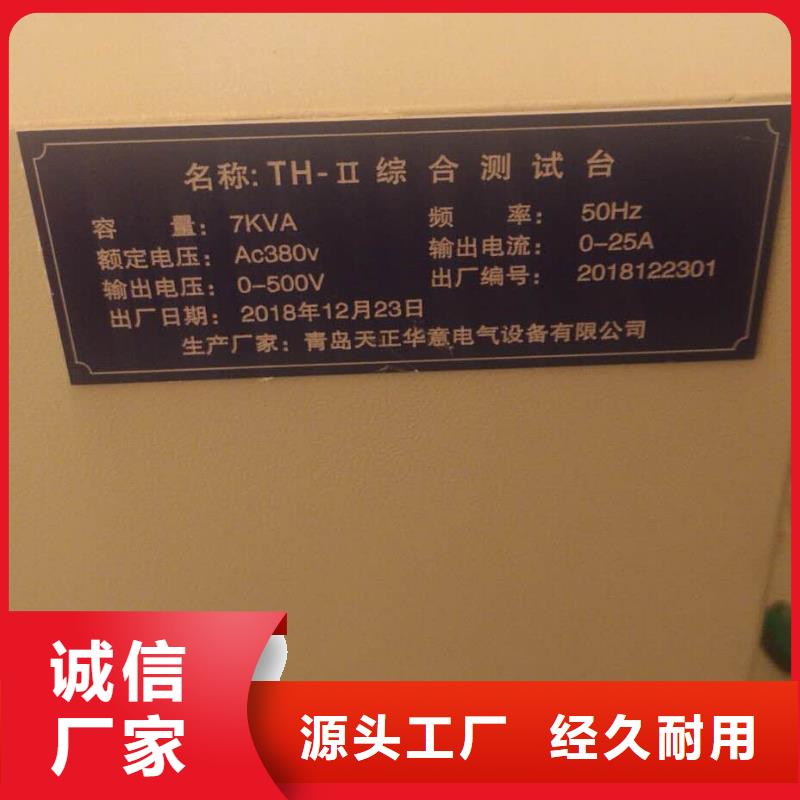 名称: TH-Ⅱ综合测试台
容量: 7KVA 频率: 50Hz
额定电压: Ac380v 输出电流: 0-25A
输出电压: 0-500V 出厂编号: 2018122301
出厂日期: 2018年12月23日
生产厂家: 青岛天正华意电气设备有限公司
诚信
厂家
源头工厂 经久耐用